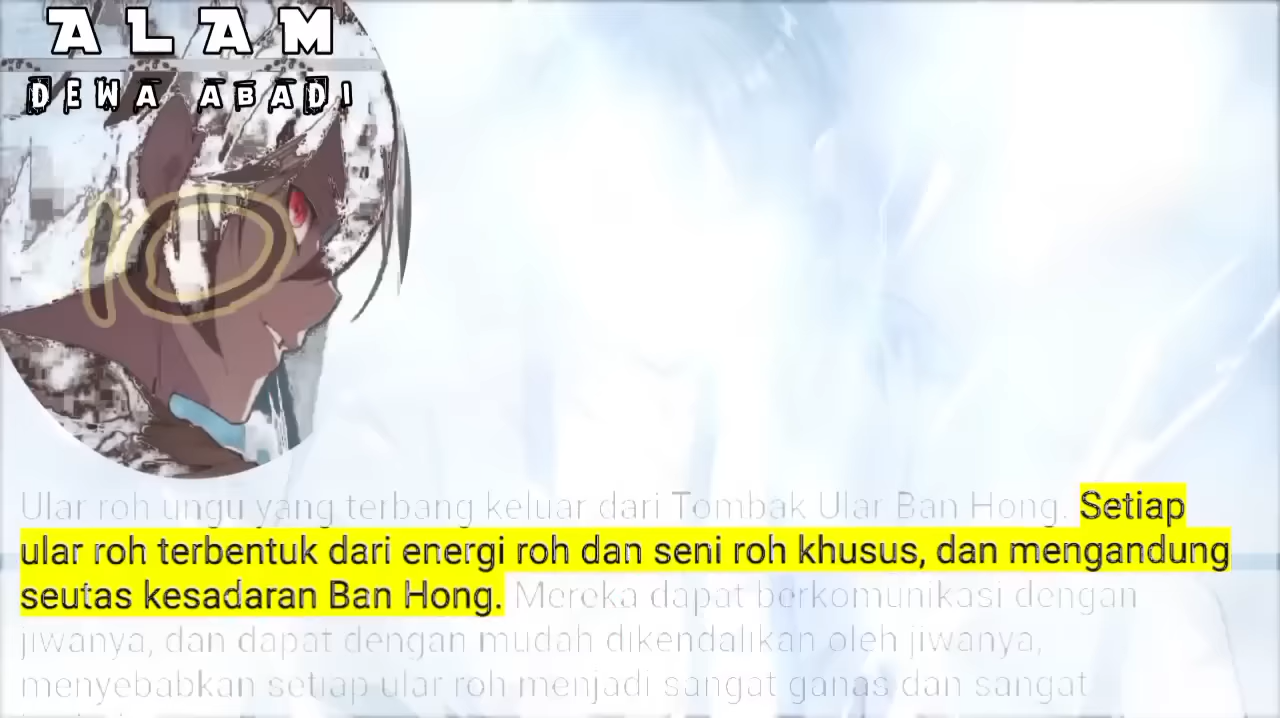 ALAM
DEWA ABADI
10
Ular roh ungu yang terbang keluar dari Tombak Ular Ban Hong. Setiap
ular roh terbentuk dari energi roh dan seni roh khusus, dan mengandung
seutas kesadaran Ban Hong. Mereka dapat berkomunikasi dengan
jiwanya, dan dapat dengan mudah dikendalikan oleh jiwanya,
menyebabkan setiap ular roh menjadi sangat ganas dan sangat